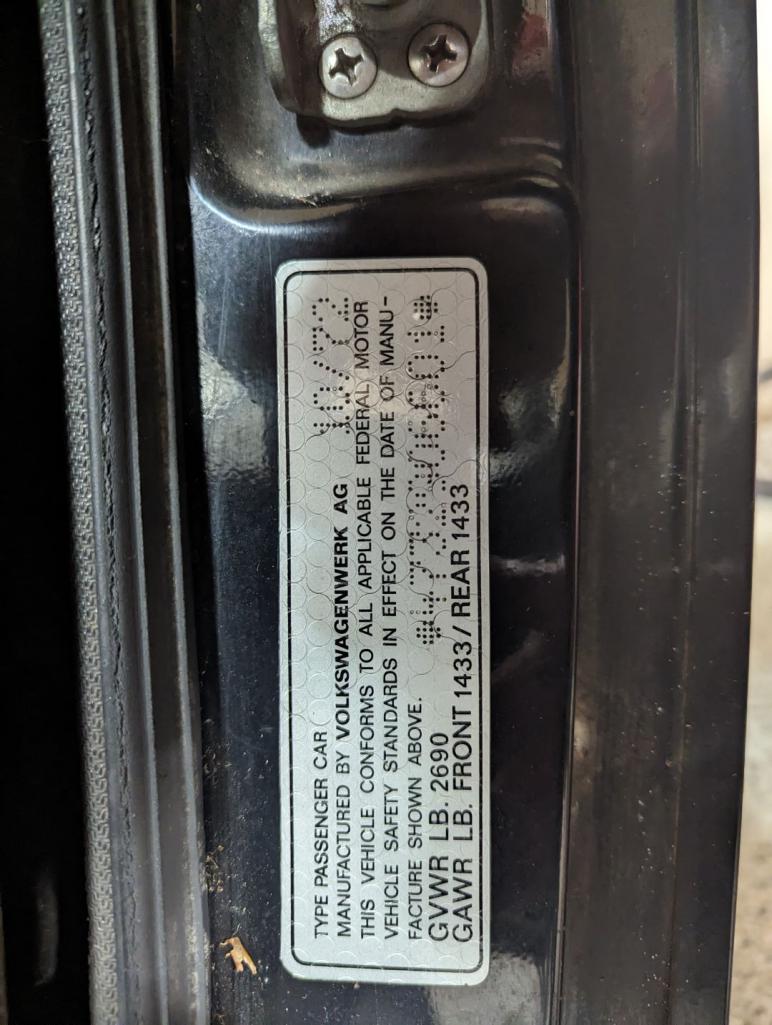 TYPE PASSENGER CAR
MANUFACTURED BY VOLKSWAGENWERK AG 10/72
THIS VEHICLE CONFORMS TO ALL APPLICABLE FEDERAL MOTOR
VEHICLE SAFETY STANDARDS IN EFFECT ON THE DATE OF MANU-
FACTURE SHOWN ABOVE.
GVWR LB. 2690
GAWR LB. FRONT 1433/ REAR 1433